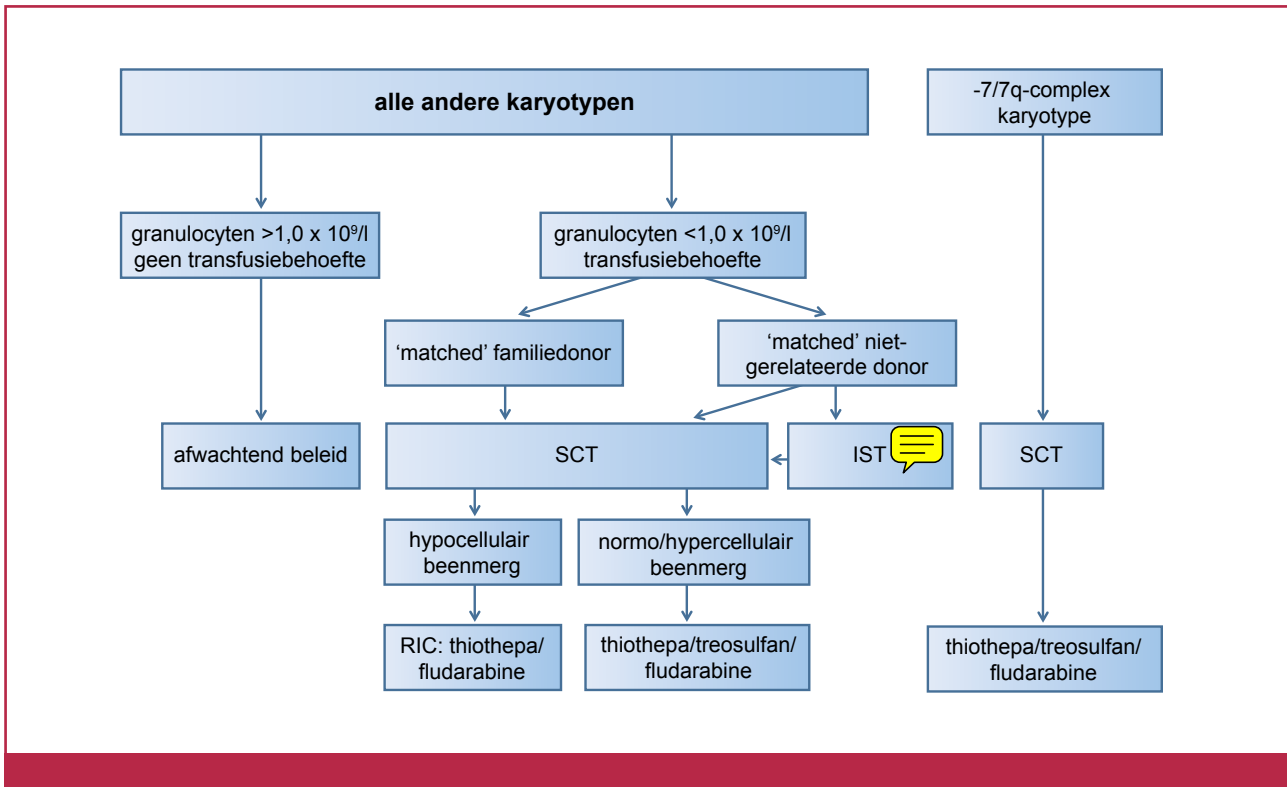 alle andere karyotypen
-7/7q-complex
karyotype
granulocyten >1,0 x 10⁹/l
geen transfusiebehoefte
granulocyten <1,0 x 10⁹/l
transfusiebehoefte
‘matched’ familiedonor
‘matched’ niet-
gerelateerde donor
afwachtend beleid
SCT
IST
SCT
hypocellulair
beenmerg
normo/hypercellulair
beenmerg
RIC: thiothepa/
fludarabine
thiothepa/treosulfan/
fludarabine
thiothepa/treosulfan/
fludarabine